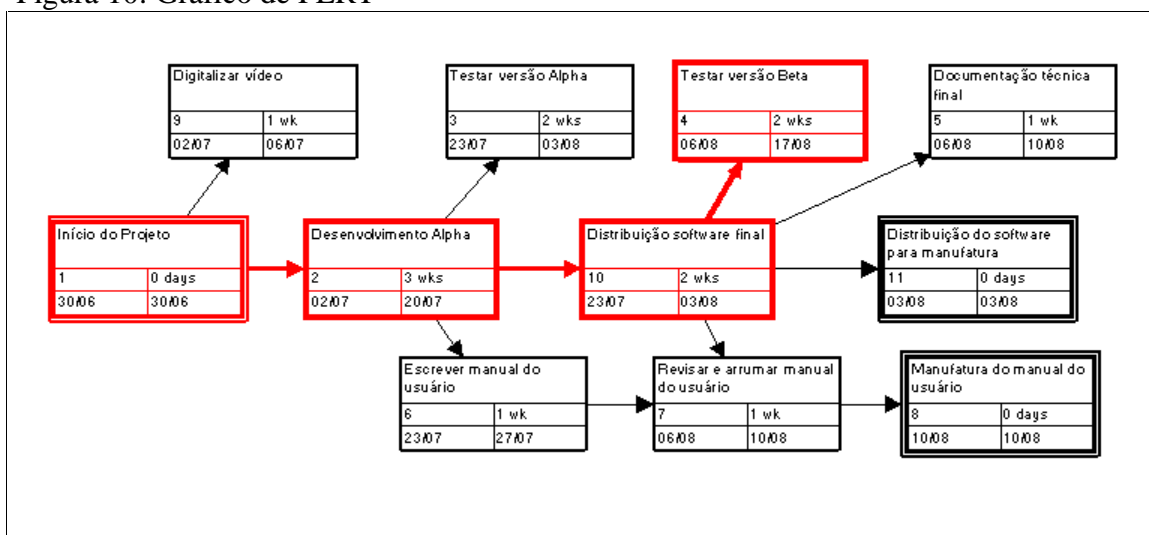 Figura 10: Gráfico de PERT
Digitalizar vídeo
9 1 wk
02/07 06/07
Testar versão Alpha
3 2 wks
23/07 03/08
Testar versão Beta
4 2 wks
06/08 17/08
Documentação técnica
final
5 1 wk
06/08 10/08
Início do Projeto
1 0 days
30/06 30/06
Desenvolvimento Alpha
2 3 wks
02/07 20/07
Distribuição software final
10 2 wks
23/07 03/08
Distribuição do software
para manufatura
11 0 days
03/08 03/08
Escrever manual do
usuário
6 1 wk
23/07 27/07
Revisar e arrumar manual
do usuário
7 1 wk
06/08 10/08
Manufatura do manual do
usuário
8 0 days
10/08 10/08